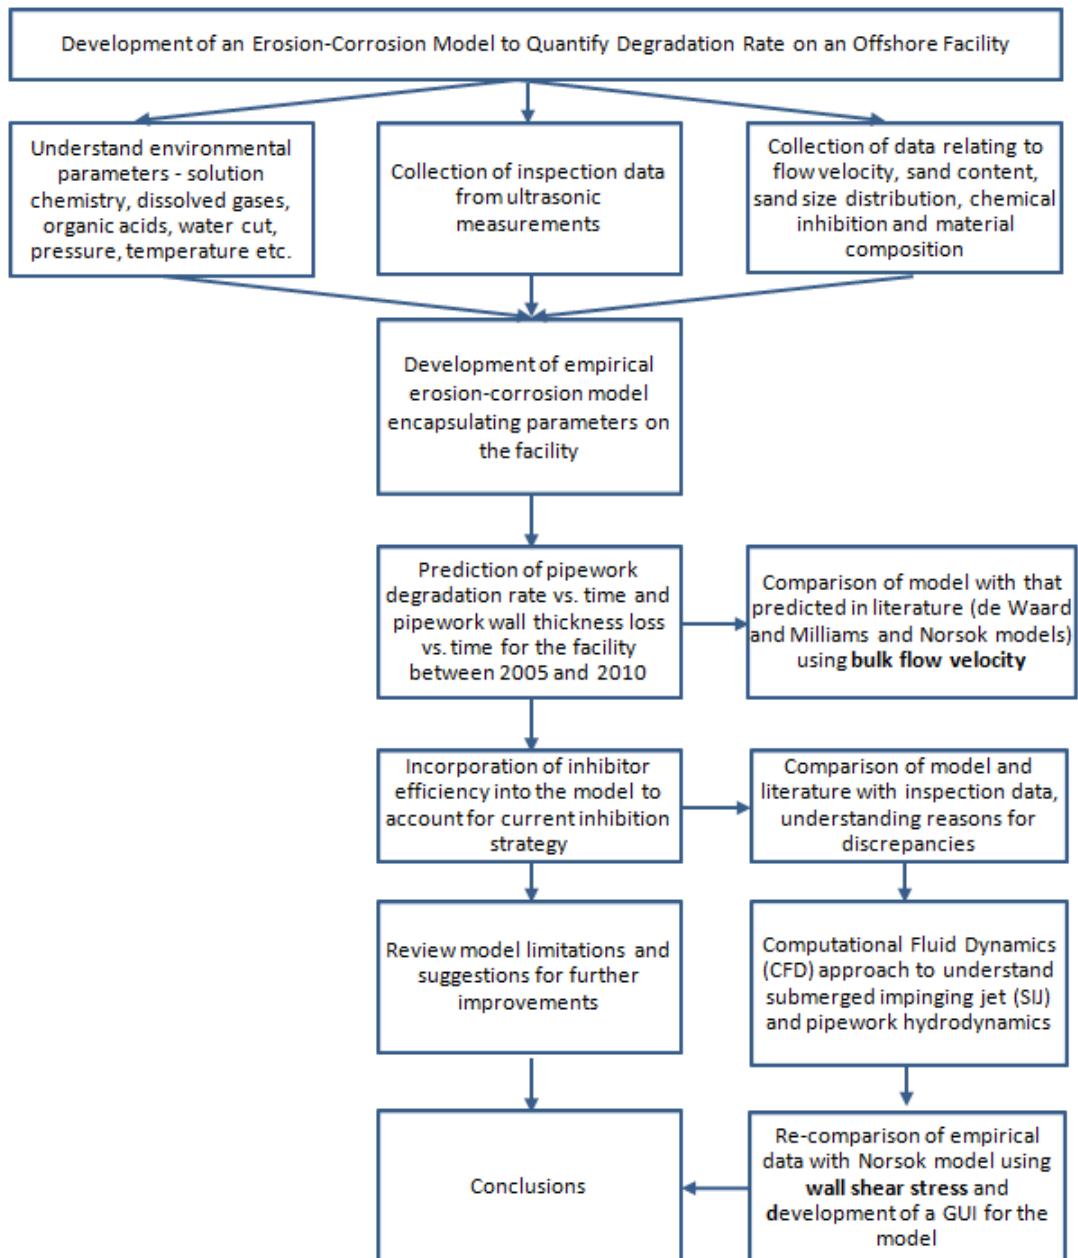 Development of an Erosion-Corrosion Model to Quantify Degradation Rate on an Offshore Facility
Understand environmental
parameters - solution
chemistry, dissolved gases,
organic acids, water cut,
pressure, temperature etc.
Collection of inspection data
from ultrasonic
measurements
Collection of data relating to
flow velocity, sand content,
sand size distribution, chemical
inhibition and material
composition
Development of empirical
erosion-corrosion model
encapsulating parameters on
the facility
Prediction of pipework
degradation rate vs. time and
pipework wall thickness loss
vs. time for the facility
between 2005 and 2010
Comparison of model with that
predicted in literature (de Waard
and Milliams and Norsok models)
using bulk flow velocity
Incorporation of inhibitor
efficiency into the model to
account for current inhibition
strategy
Comparison of model and
literature with inspection data,
understanding reasons for
discrepancies
Review model limitations and
suggestions for further
improvements
Computational Fluid Dynamics
(CFD) approach to understand
submerged impinging jet (SIJ)
and pipework hydrodynamics
Conclusions
Re-comparison of empirical
data with Norsok model using
wall shear stress and
development of a GUI for the
model